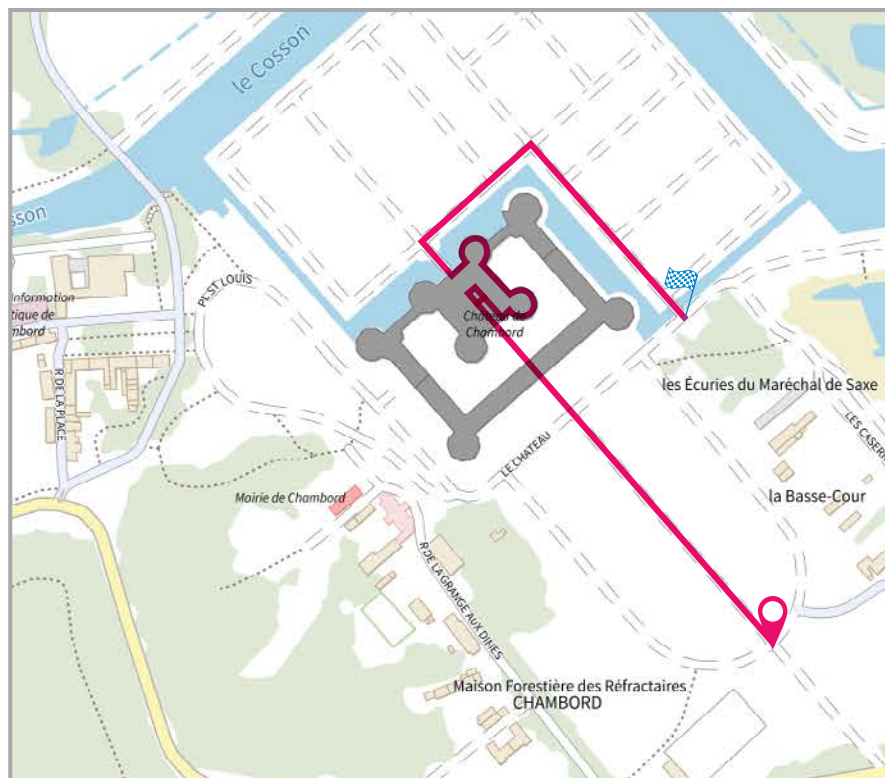 le Cosson
sson
PL ST LOUIS
Information
tique de
mbord
R DE LA PLACE
Château de
Chambord
les Écuries du Maréchal de Saxe
LES CASERN
LE CHATEAU
Mairie de Chambord
la Basse-Cour
R DE LA GRANGE AUX DIMES
Maison Forestière des Réfractaires
CHAMBORD